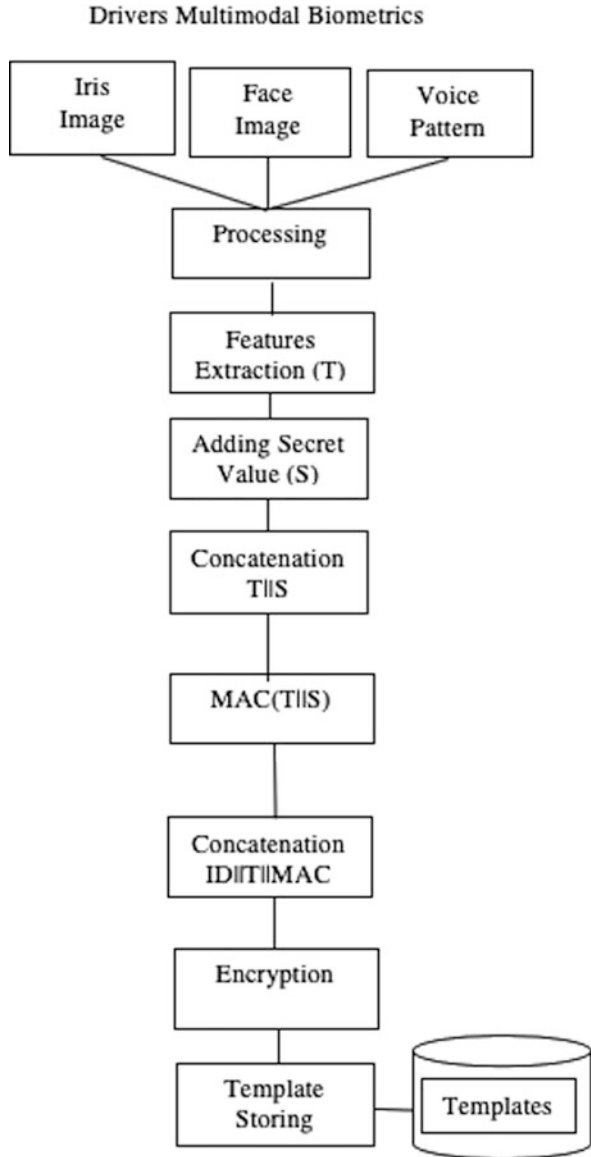 Drivers Multimodal Biometrics
Iris
Image
Face
Image
Voice
Pattern
Processing
Features
Extraction (T)
Adding Secret
Value (S)
Concatenation
T||S
MAC(T||S)
Concatenation
ID||T||MAC
Encryption
Template
Storing
Templates